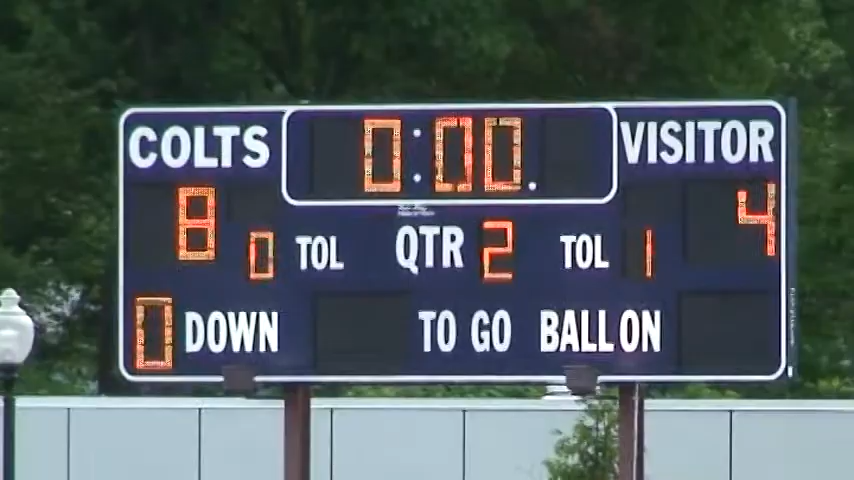 COLTS 0:00. VISITOR
8 0 TOL QTR 2 TOL 1 4
0 DOWN TO GO BALL ON